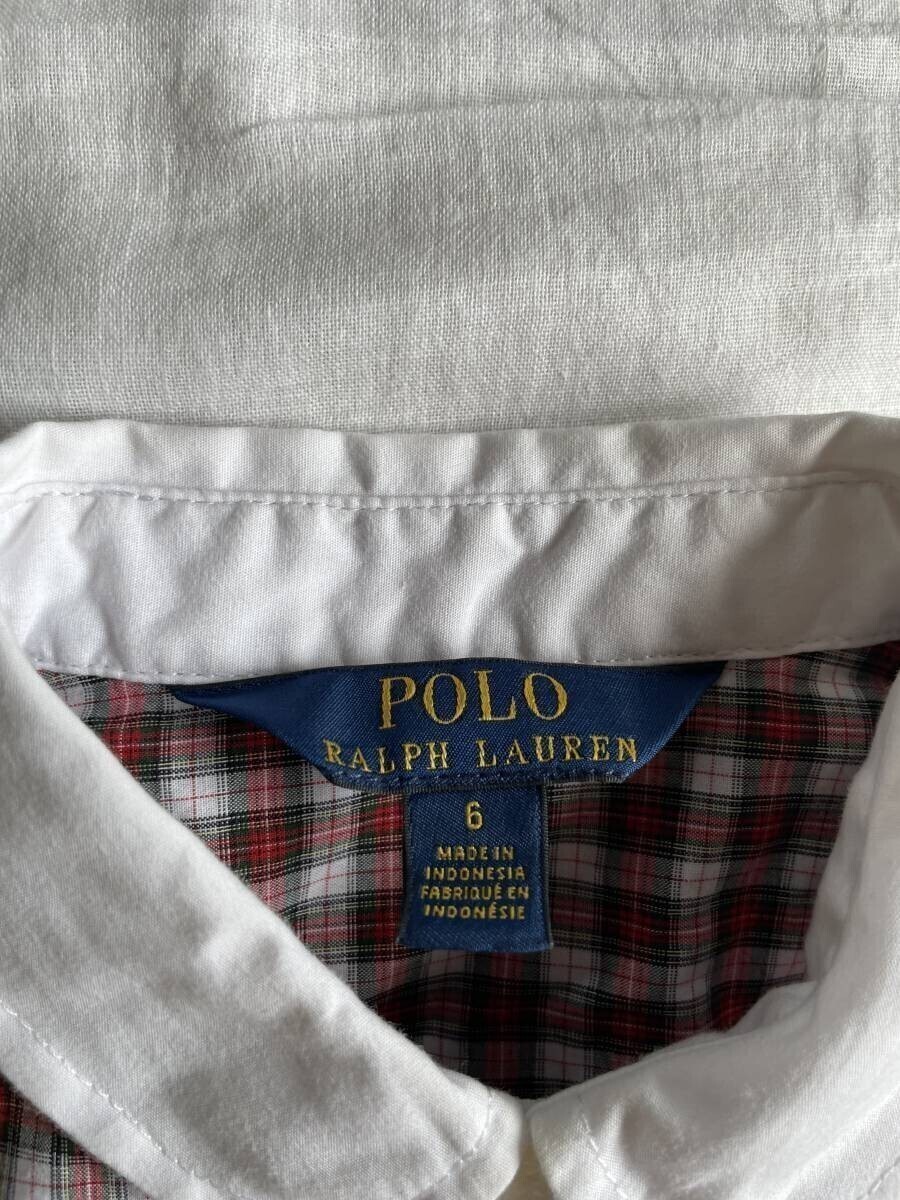 POLO
RALPH LAUREN
6
MADE IN
INDONESIA
FABRIQUÉ EN
INDONÉSIE